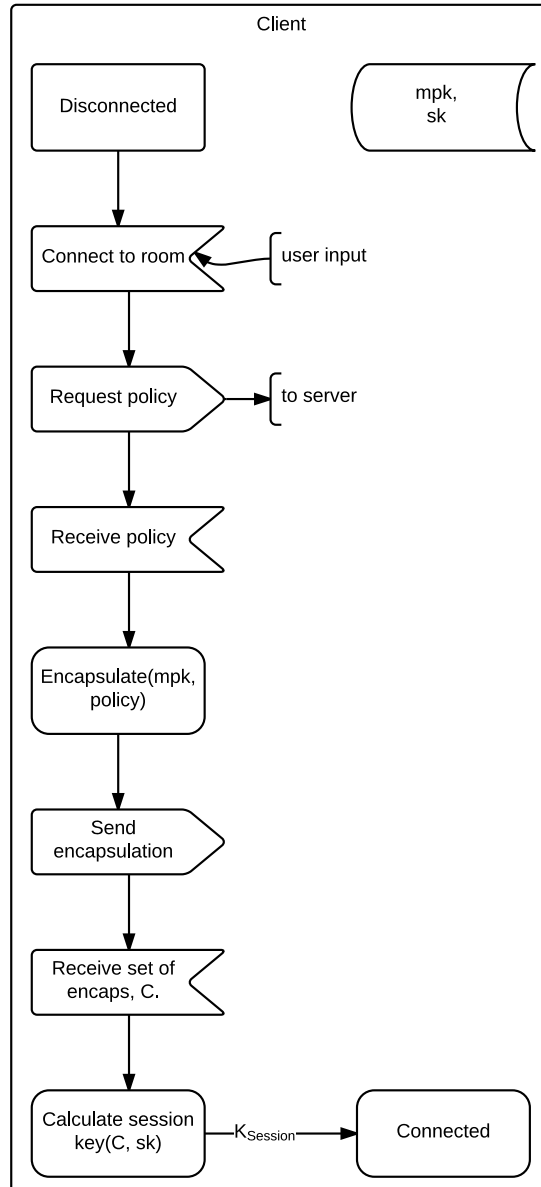 Client
Disconnected
mpk,
sk
Connect to room
user input
Request policy
to server
Receive policy
Encapsulate(mpk,
policy)
Send
encapsulation
Receive set of
encaps, C.
Calculate session
key(C, sk)
KSession
Connected